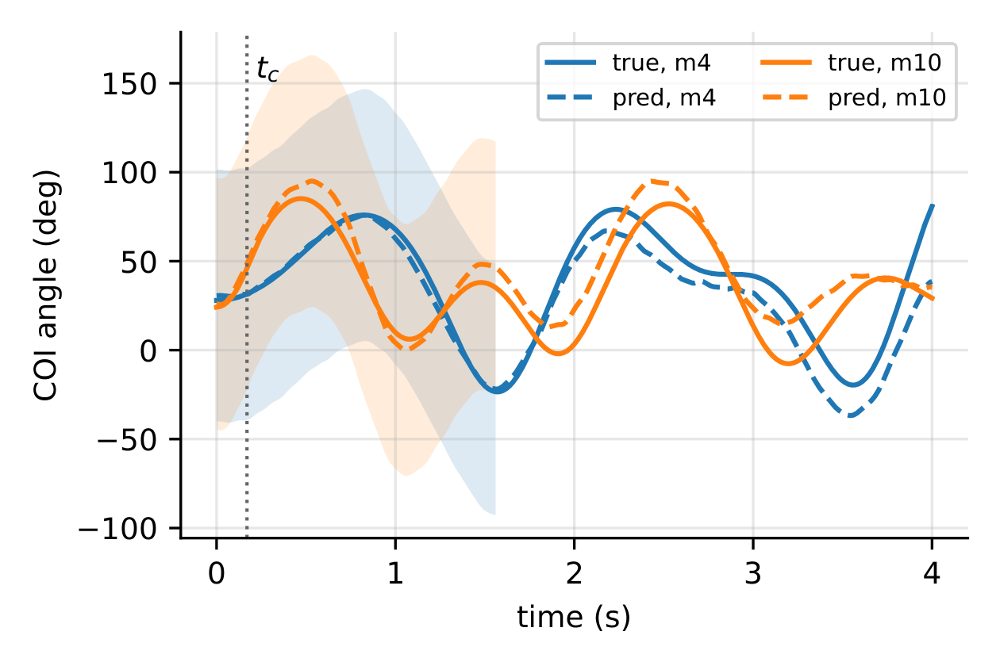 t_c
true, m4
true, m10
pred, m4
pred, m10
150
100
50
0
−50
−100
COI angle (deg)
0 1 2 3 4
time (s)